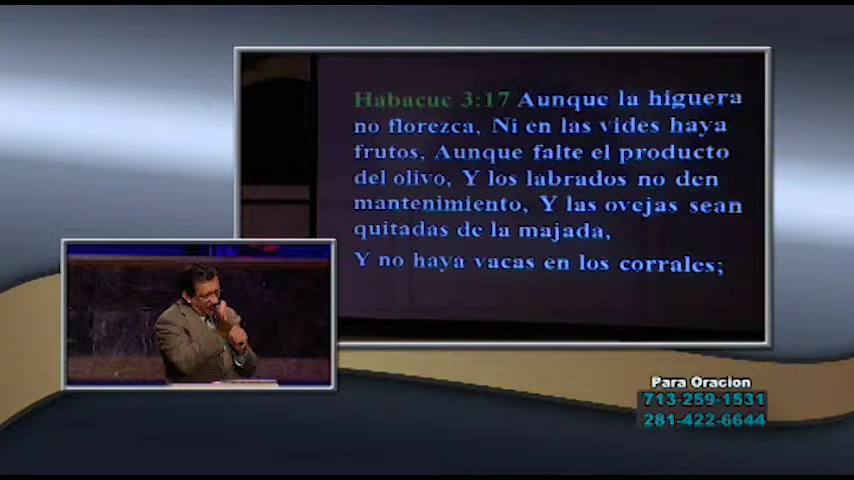 Habacuc 3:17 Aunque la higuera
no florezca, Ni en las vides haya
frutos, Aunque falte el producto
del olivo, Y los labrados no den
mantenimiento, Y las ovejas sean
quitadas de la majada,
Y no haya vacas en los corrales;
Para Oracion
713-259-1531
281-422-6644